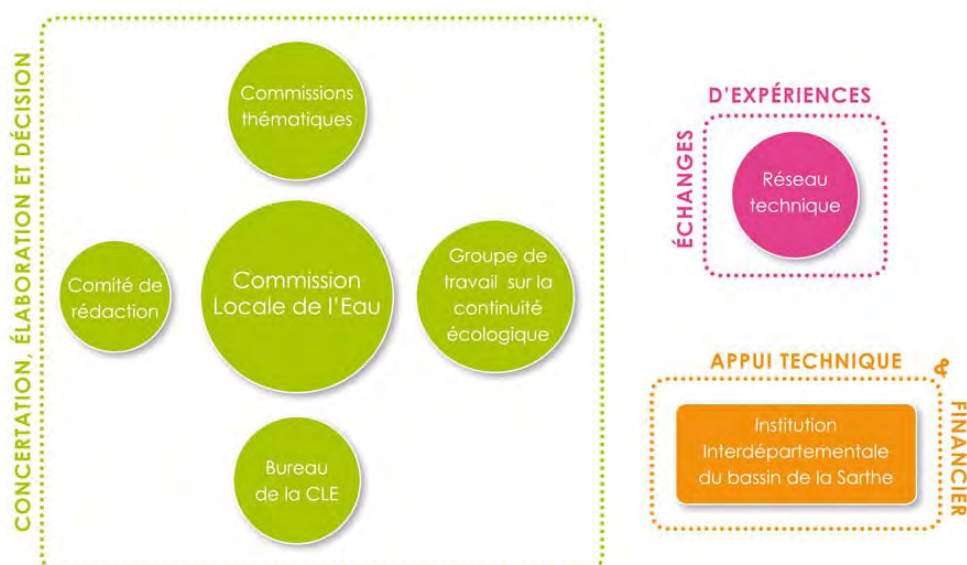 CONCERTATION, ÉLABORATION ET DÉCISION
Commissions
thématiques
Comité de
rédaction
Commission
Locale de l'Eau
Groupe de
travail sur la
continuité
écologique
Bureau
de la CLE
ÉCHANGES
D'EXPÉRIENCES
Réseau
technique
APPUI TECHNIQUE &
FINANCIER
Institution
Interdépartementale
du bassin de la Sarthe